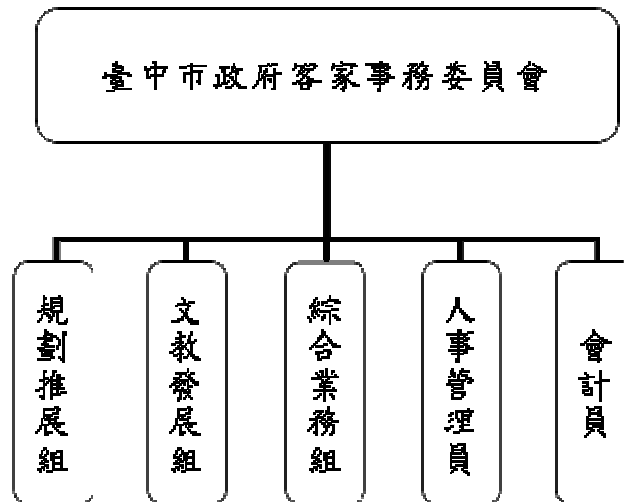 臺中市政府客家事務委員會
規劃推展組
文教發展組
綜合業務組
人事管理員
會計員